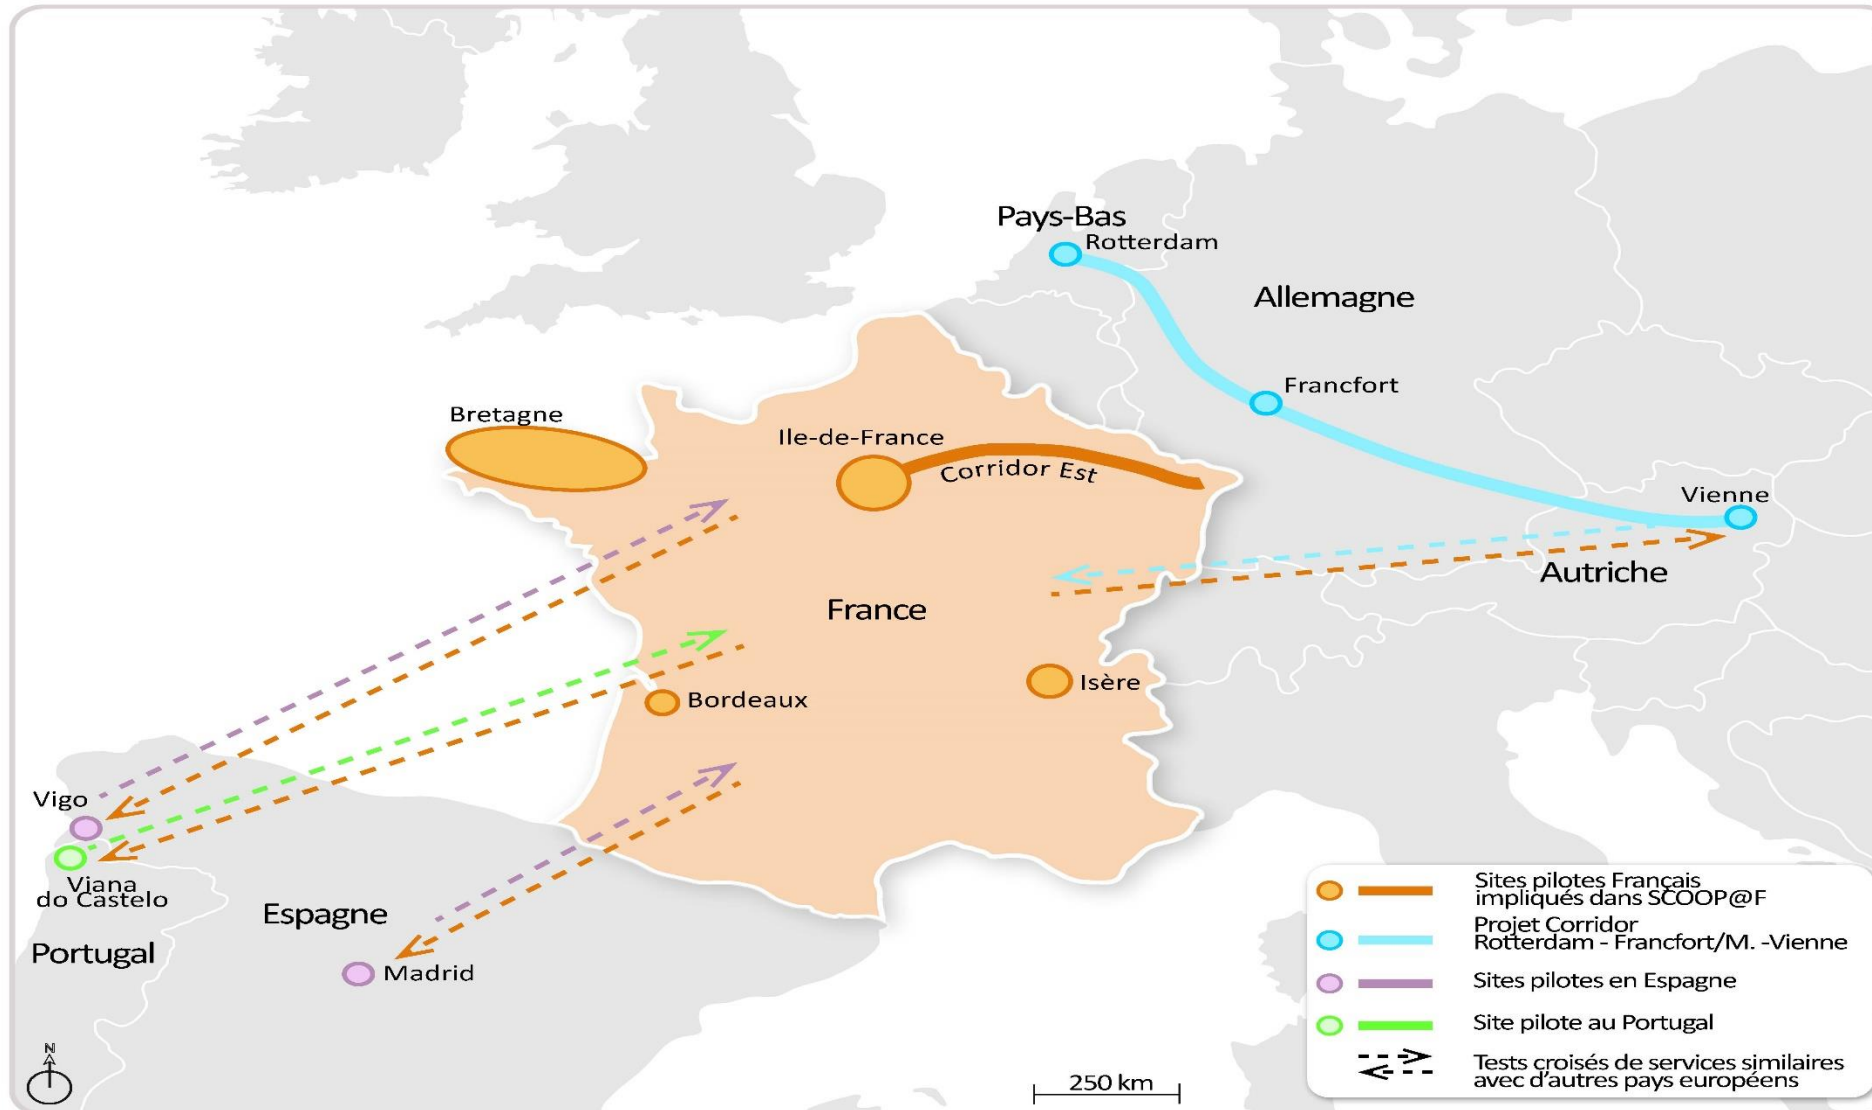 Pays-Bas
Rotterdam
Allemagne
Francfort
Bretagne
Ile-de-France
Corridor Est
Vienne
Autriche
France
Isère
Bordeaux
Vigo
Viana
do Castelo
Espagne
Portugal
Madrid
N
250 km
Sites pilotes Français
impliqués dans SCOOP@F
Projet Corridor
Rotterdam - Francfort/M. -Vienne
Sites pilotes en Espagne
Site pilote au Portugal
Tests croisés de services similaires
avec d'autres pays européens